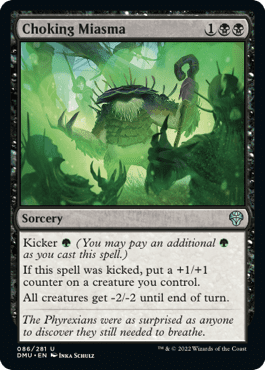 Choking Miasma 1
Sorcery
Kicker (You may pay an additional
as you cast this spell.)
If this spell was kicked, put a +1/+1
counter on a creature you control.
All creatures get -2/-2 until end of turn.
The Phyrexians were as surprised as anyone
to discover they still needed to breathe.
086/281 U
DMU • EN Inka Schulz
™ & © 2022 Wizards of the Coast